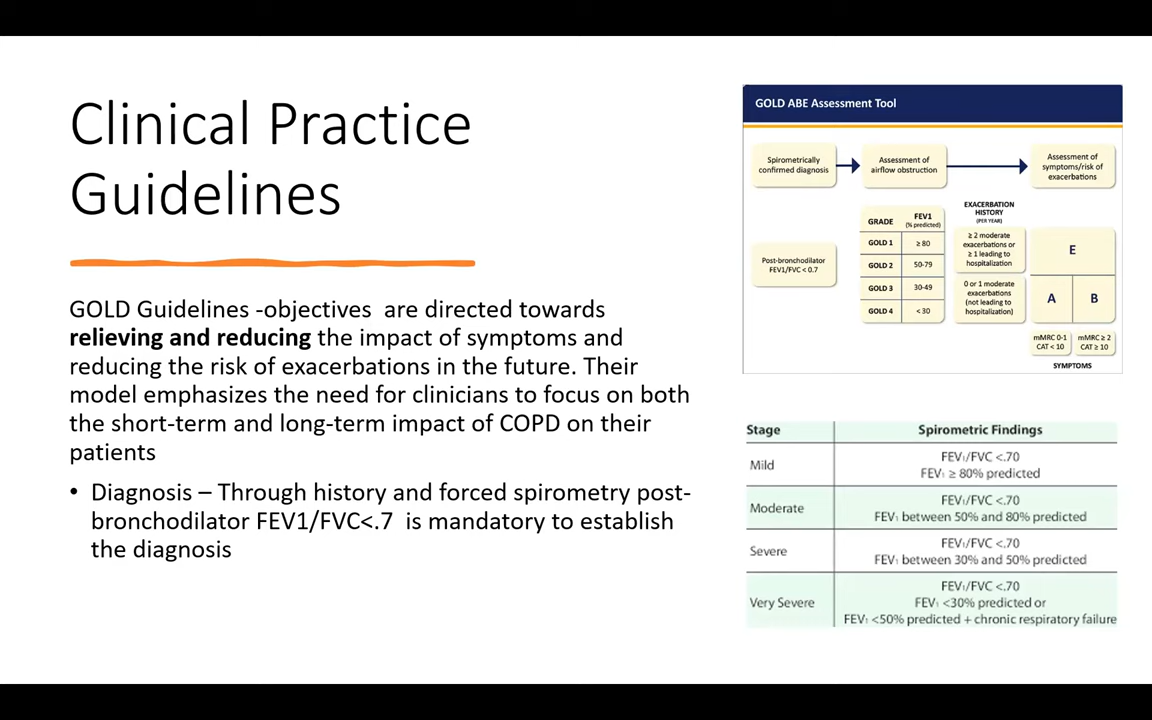 Clinical Practice
Guidelines
GOLD Guidelines -objectives  are directed towards
relieving and reducing the impact of symptoms and
reducing the risk of exacerbations in the future. Their
model emphasizes the need for clinicians to focus on both
the short-term and long-term impact of COPD on their
patients
• Diagnosis – Through history and forced spirometry post-
bronchodilator FEV1/FVC<.7  is mandatory to establish
the diagnosis
GOLD ABE Assessment Tool
Spirometrically
confirmed diagnosis
Assessment of
airflow obstruction
Assessment of
symptoms/risk of
exacerbations
Post-bronchodilator
FEV1/FVC < 0.7
GRADE FEV1
(% predicted)
GOLD 1 ≥ 80
GOLD 2 50-79
GOLD 3 30-49
GOLD 4 < 30
EXACERBATION
HISTORY
(PER YEAR)
≥ 2 moderate
exacerbations or
≥ 1 leading to
hospitalization
0 or 1 moderate
exacerbations
(not leading to
hospitalization)
E
A B
mMRC 0-1
CAT < 10
mMRC ≥ 2
CAT ≥ 10
SYMPTOMS
Stage Spirometric Findings
Mild
FEV₁/FVC <.70
FEV₁ ≥ 80% predicted
Moderate
FEV₁/FVC <.70
FEV₁ between 50% and 80% predicted
Severe
FEV₁/FVC <.70
FEV₁ between 30% and 50% predicted
Very Severe
FEV₁/FVC <.70
FEV₁ <30% predicted or
FEV₁ <50% predicted + chronic respiratory failure